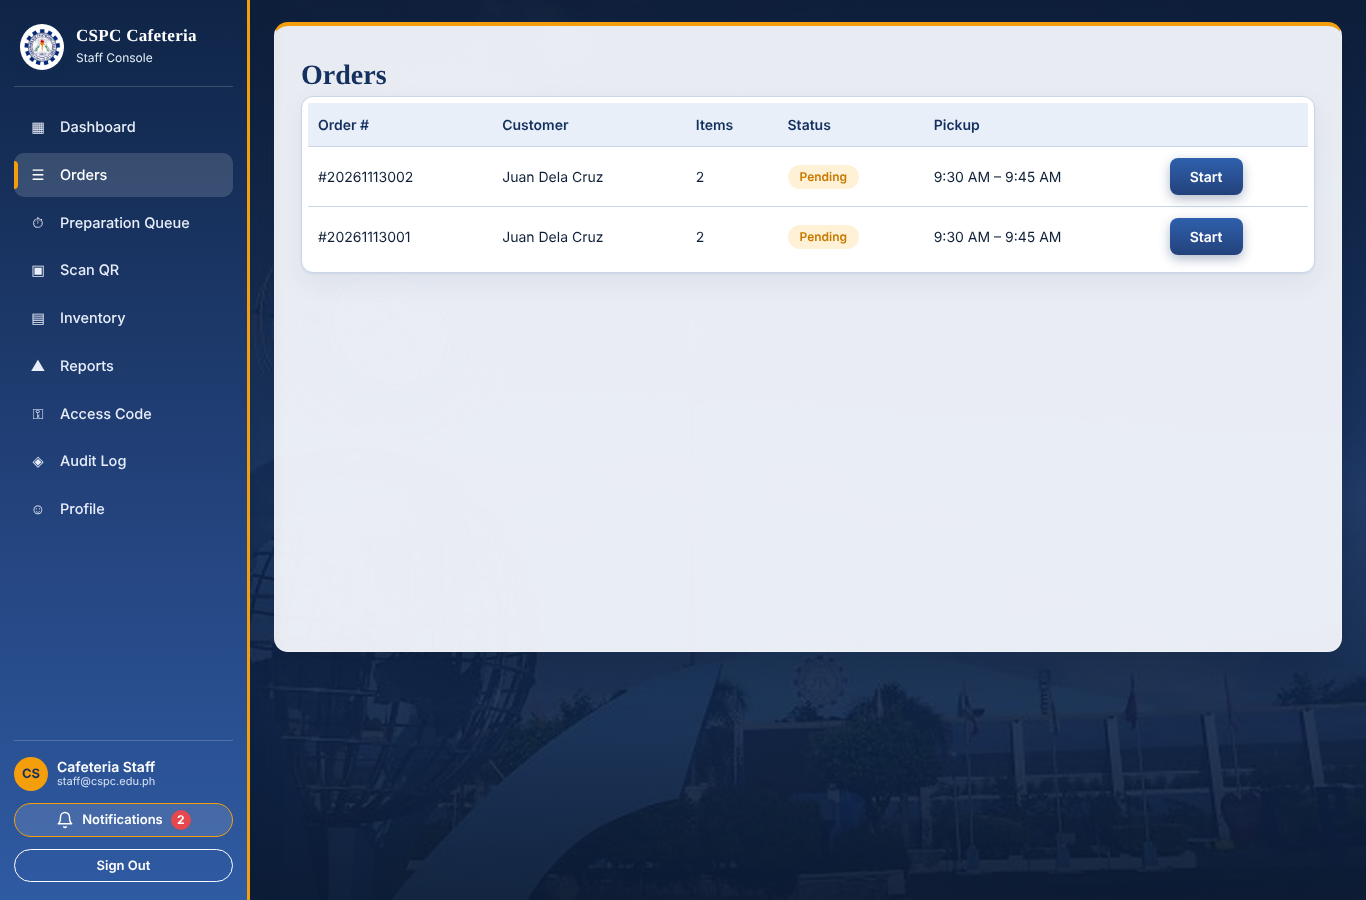 CSPC Cafeteria
Staff Console
Dashboard
Orders
Preparation Queue
Scan QR
Inventory
Reports
Access Code
Audit Log
Profile
CS
Cafeteria Staff
staff@cspc.edu.ph
Notifications 2
Sign Out
Orders
Order # Customer Items Status Pickup
#20261113002 Juan Dela Cruz 2 Pending 9:30 AM – 9:45 AM Start
#20261113001 Juan Dela Cruz 2 Pending 9:30 AM – 9:45 AM Start